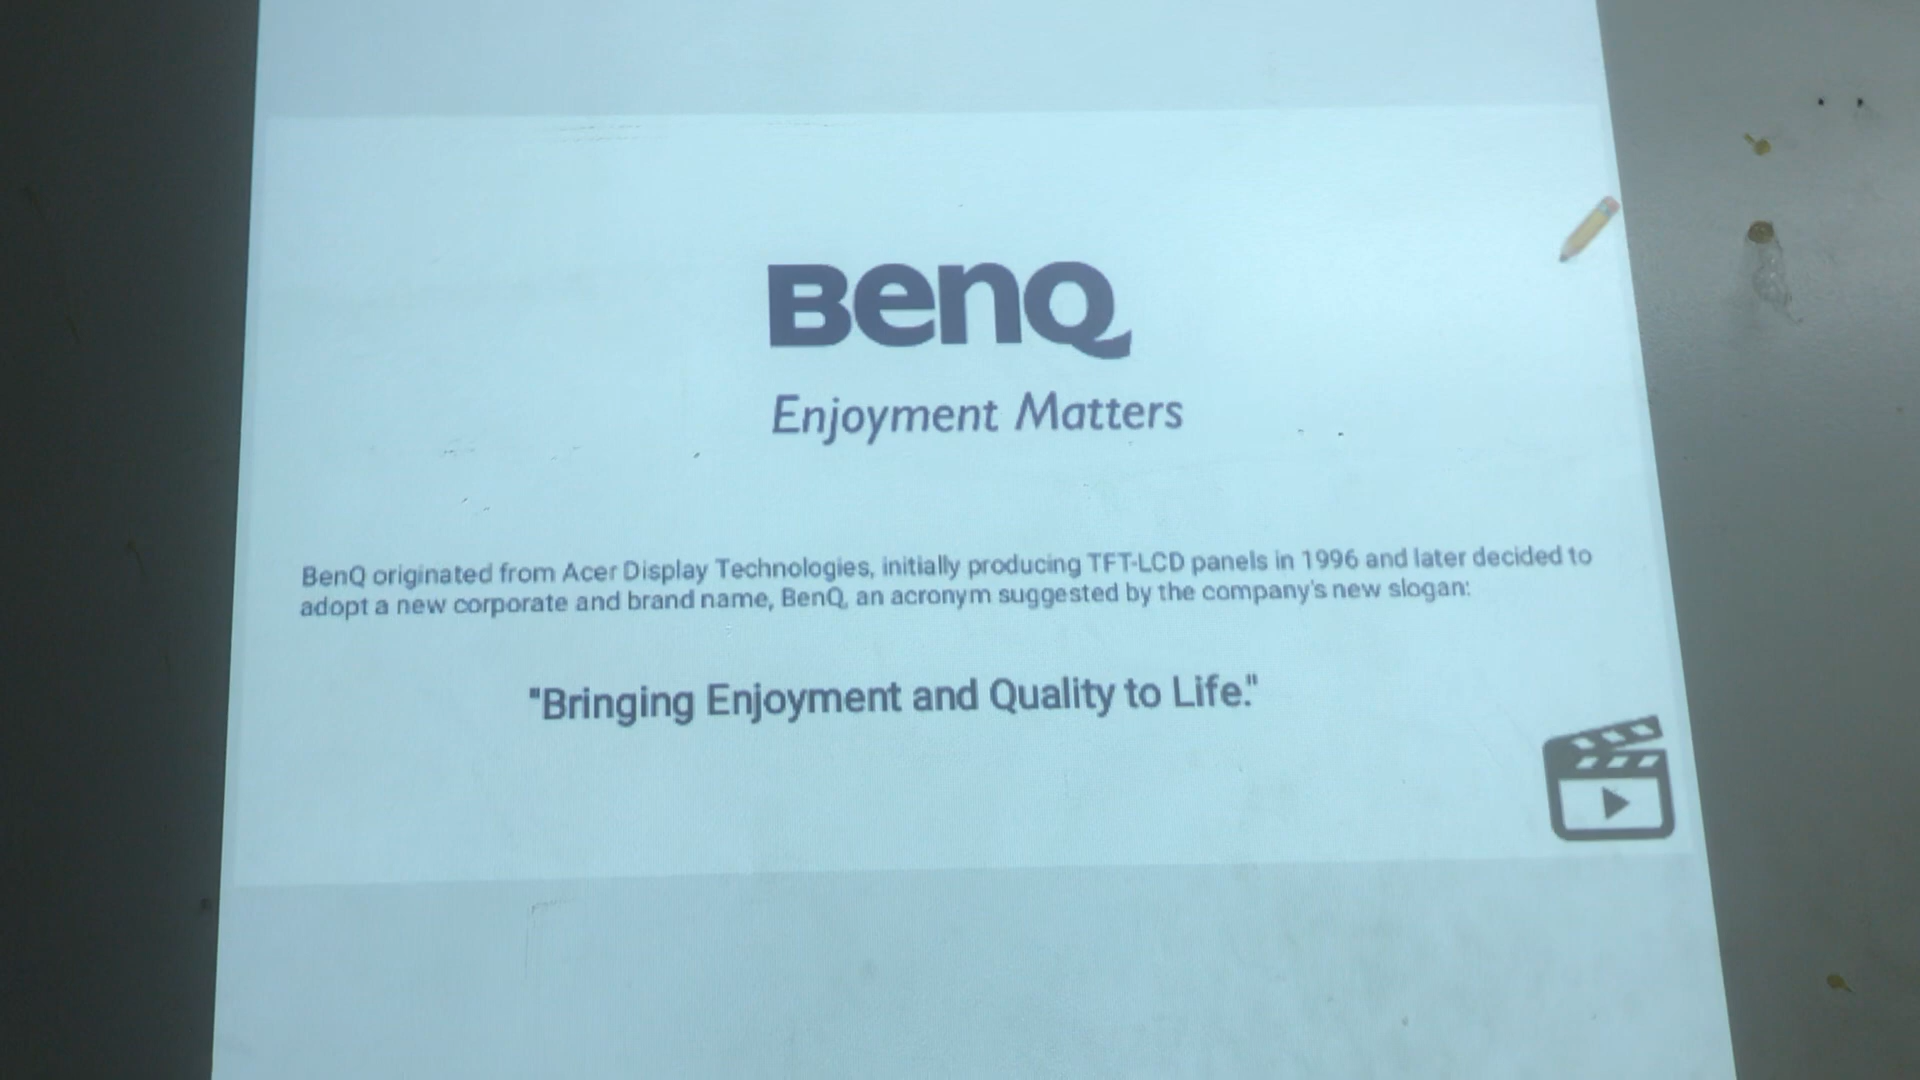 BenQ
Enjoyment Matters
BenQ originated from Acer Display Technologies, initially producing TFT-LCD panels in 1996 and later decided to
adopt a new corporate and brand name, BenQ, an acronym suggested by the company's new slogan:
"Bringing Enjoyment and Quality to Life."